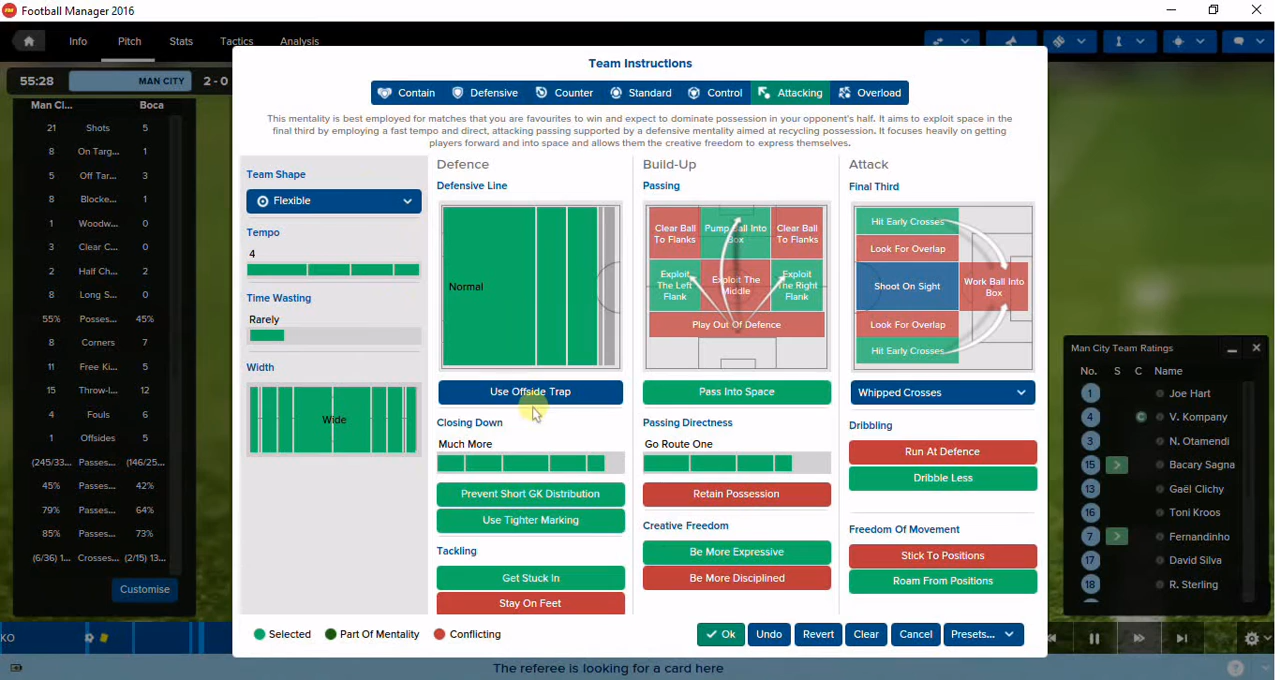 Football Manager 2016
Info Pitch Stats Tactics Analysis
55:28 MAN CITY 2 - 0
Man Ci... Boca
21 Shots 5
8 On Targ... 1
5 Off Tar... 3
8 Blocke... 1
1 Woodw... 0
3 Clear C... 0
2 Half Ch... 2
8 Long S... 0
55% Posses... 45%
8 Corners 7
11 Free Ki... 5
15 Throw-I... 12
4 Fouls 6
1 Offsides 5
(245/33... Passes... (146/25...
45% Passes... 42%
79% Passes... 64%
85% Passes... 73%
(6/36) 1... Crosses... (2/15) 13...
Customise
KO
Team Instructions
Contain Defensive Counter Standard Control Attacking Overload
This mentality is best employed for matches that you are favourites to win and expect to dominate possession in your opponent's half. It aims to exploit space in the
final third by employing a fast tempo and direct, attacking passing supported by a defensive mentality aimed at recycling possession. It focuses heavily on getting
players forward and into space and allows them the creative freedom to express themselves.
Team Shape
Flexible
Tempo
4
Time Wasting
Rarely
Width
Wide
Defence
Defensive Line
Normal
Use Offside Trap
Closing Down
Much More
Prevent Short GK Distribution
Use Tighter Marking
Tackling
Get Stuck In
Stay On Feet
Build-Up
Passing
Clear Ball
To Flanks
Pump Ball Into
Box
Clear Ball
To Flanks
Exploit
The Left
Flank
Exploit The
Middle
Exploit
The Right
Flank
Play Out Of Defence
Pass Into Space
Passing Directness
Go Route One
Retain Possession
Creative Freedom
Be More Expressive
Be More Disciplined
Attack
Final Third
Hit Early Crosses
Look For Overlap
Shoot On Sight
Work Ball Into
Box
Look For Overlap
Hit Early Crosses
Whipped Crosses
Dribbling
Run At Defence
Dribble Less
Freedom Of Movement
Stick To Positions
Roam From Positions
Selected Part Of Mentality Conflicting
Ok Undo Revert Clear Cancel Presets...
Man City Team Ratings
No. S C Name
1 Joe Hart
4 C V. Kompany
3 N. Otamendi
15 Bacary Sagna
13 Gaël Clichy
16 Toni Kroos
7 Fernandinho
17 David Silva
18 R. Sterling
The referee is looking for a card here